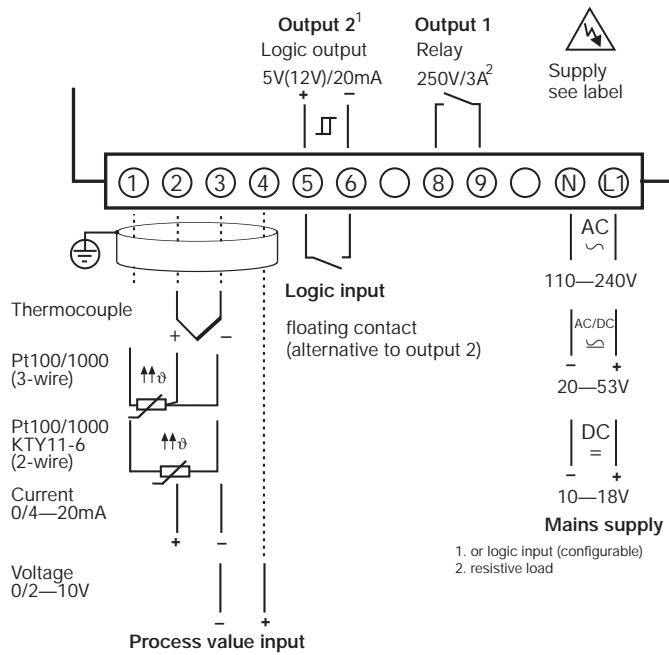 Output 2¹
Logic output
5V(12V)/20mA
+ −
Output 1
Relay
250V/3A²
Supply
see label
1 2 3 4 5 6 8 9 N L1
AC
110—240V
Logic input
floating contact
(alternative to output 2)
Thermocouple
+ −
AC/DC
− +
20—53V
Pt100/1000
(3-wire)
ϑ
Pt100/1000
KTY11-6
(2-wire)
ϑ
DC
=
− +
10—18V
Mains supply
Current
0/4—20mA
+ −
1. or logic input (configurable)
2. resistive load
Voltage
0/2—10V
− +
Process value input